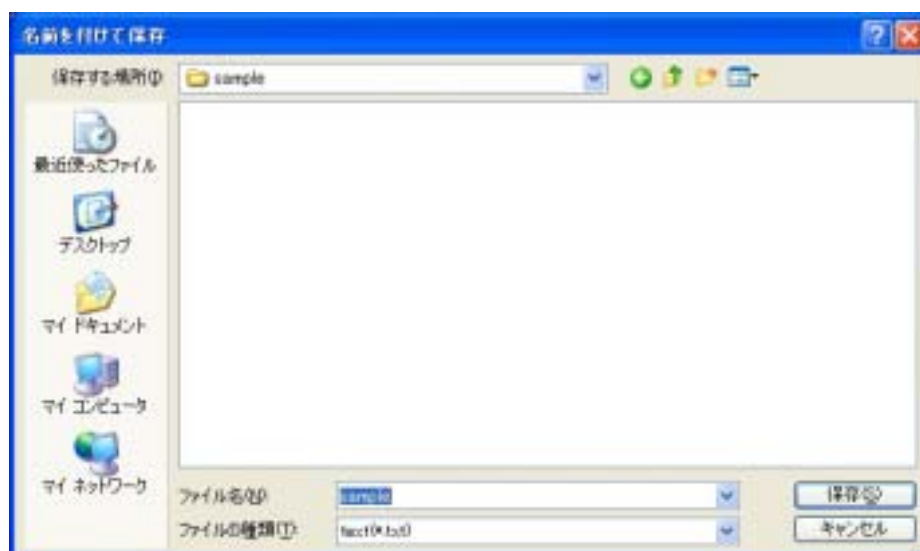 名前を付けて保存
保存する場所(I)
sample
最近使ったファイル
デスクトップ
マイ ドキュメント
マイ コンピュータ
マイ ネットワーク
ファイル名(N):
sample
保存(S)
ファイルの種類(T):
(*.txt)
キャンセル